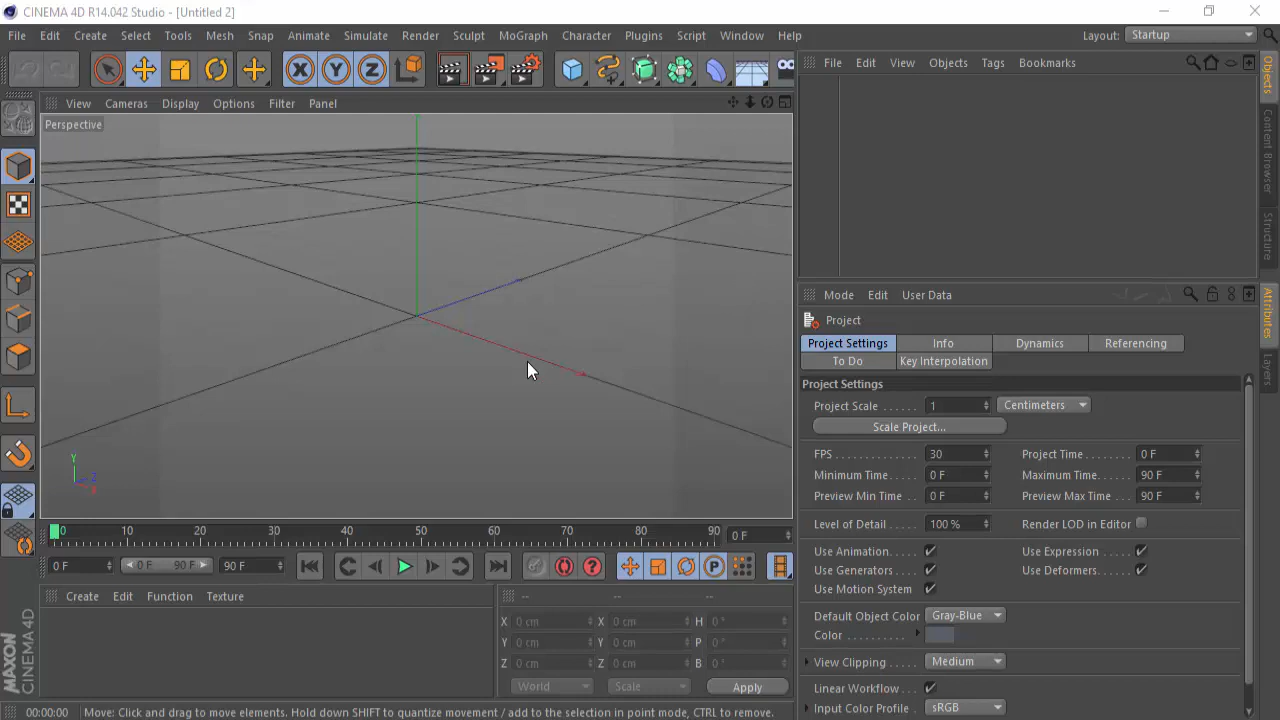 CINEMA 4D R14.042 Studio - [Untitled 2]
File Edit Create Select Tools Mesh Snap Animate Simulate Render Sculpt MoGraph Character Plugins Script Window Help Layout: Startup
X Y Z
File Edit View Objects Tags Bookmarks
View Cameras Display Options Filter Panel
Perspective
Objects
Content Browser
Structure
Mode Edit User Data
Attributes
Layers
Project
Project Settings Info Dynamics Referencing
To Do Key Interpolation
Project Settings
Project Scale ...... 1 Centimeters
Scale Project...
FPS ............. 30 Project Time ........ 0 F
Minimum Time..... 0 F Maximum Time. .... 90 F
Preview Min Time .. 0 F Preview Max Time .. 90 F
Level of Detail ..... 100 % Render LOD in Editor
Use Animation..... Use Expression....
Use Generators.... Use Deformers.....
Use Motion System
Default Object Color Gray-Blue
Color ..........
View Clipping ..... Medium
Linear Workflow ...
Input Color Profile . sRGB
Y
Z
X
0 10 20 30 40 50 60 70 80 90 0 F
0 F 0 F 90 F 90 F P
Create Edit Function Texture
-- -- --
X 0 cm X 0 cm H 0 °
Y 0 cm Y 0 cm P 0 °
Z 0 cm Z 0 cm B 0 °
World Scale Apply
MAXON
CINEMA 4D
00:00:00 Move: Click and drag to move elements. Hold down SHIFT to quantize movement / add to the selection in point mode, CTRL to remove.